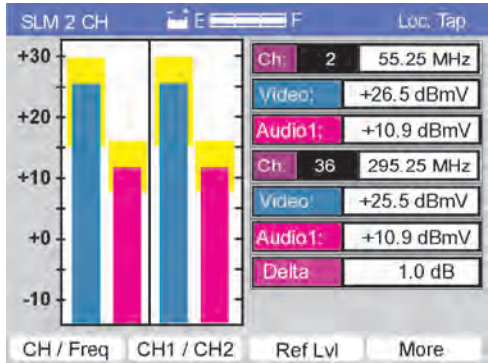 SLM 2 CH E F Loc. Tap
+30
+20
+10
+0
-10
Ch: 2 55.25 MHz
Video: +26.5 dBmV
Audio1: +10.9 dBmV
Ch: 36 295.25 MHz
Video: +25.5 dBmV
Audio1: +10.9 dBmV
Delta 1.0 dB
CH / Freq CH1 / CH2 Ref Lvl More